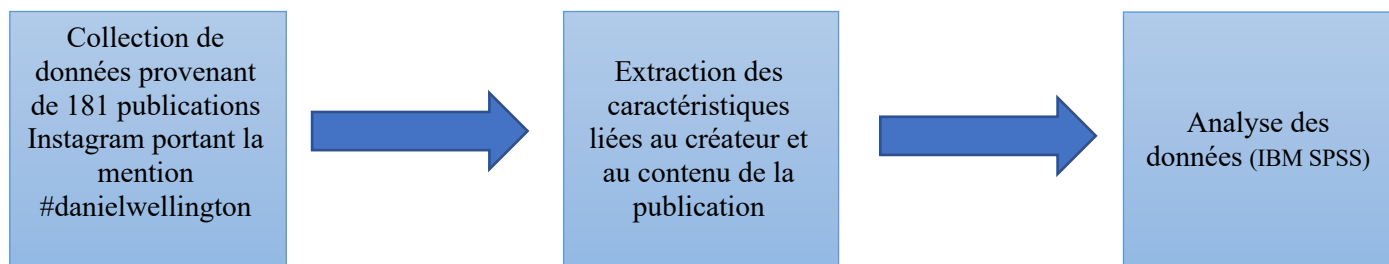 Collection de
données provenant
de 181 publications
Instagram portant la
mention
#danielwellington
Extraction des
caractéristiques
liées au créateur et
au contenu de la
publication
Analyse des
données (IBM SPSS)